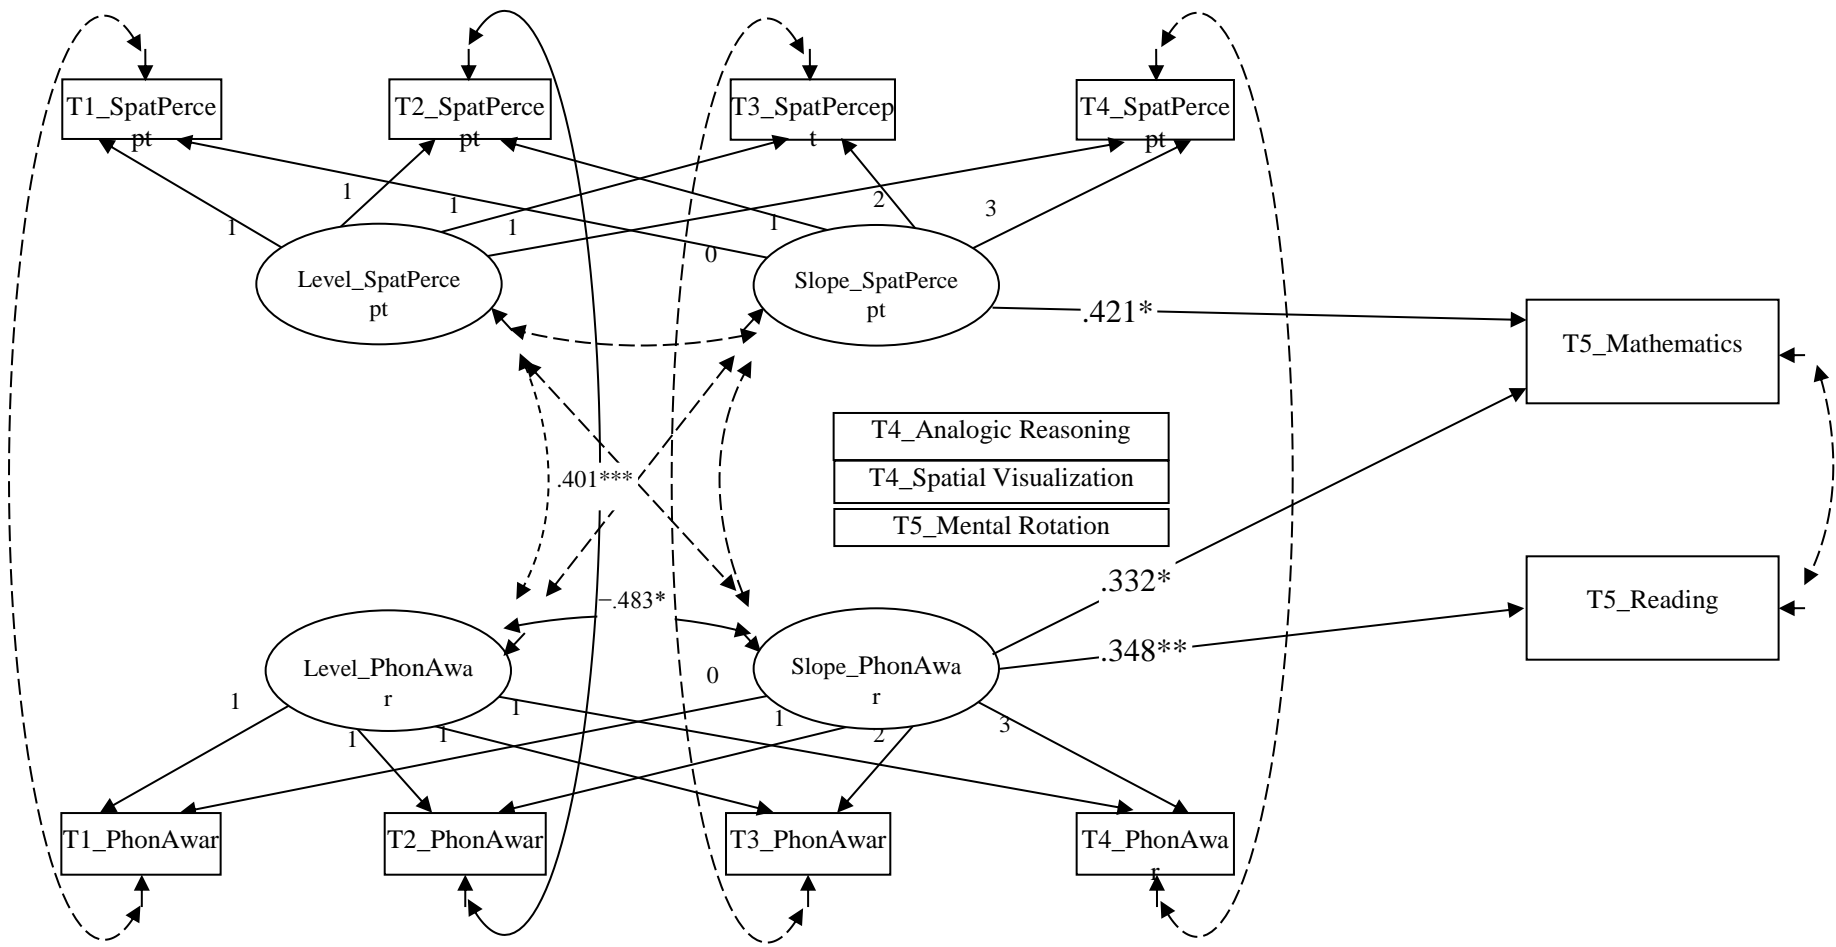 T1_SpatPerce
pt
T2_SpatPerce
pt
T3_SpatPercep
t
T4_SpatPerce
pt
1
1
1
1
0
1
2
3
Level_SpatPerce
pt
Slope_SpatPerce
pt
.421*
T5_Mathematics
T4_Analogic Reasoning
T4_Spatial Visualization
T5_Mental Rotation
.401***
−.483*
.332*
.348**
T5_Reading
Level_PhonAwa
r
Slope_PhonAwa
r
1
1
1
1
0
1
2
3
T1_PhonAwar
T2_PhonAwar
T3_PhonAwar
T4_PhonAwa
r